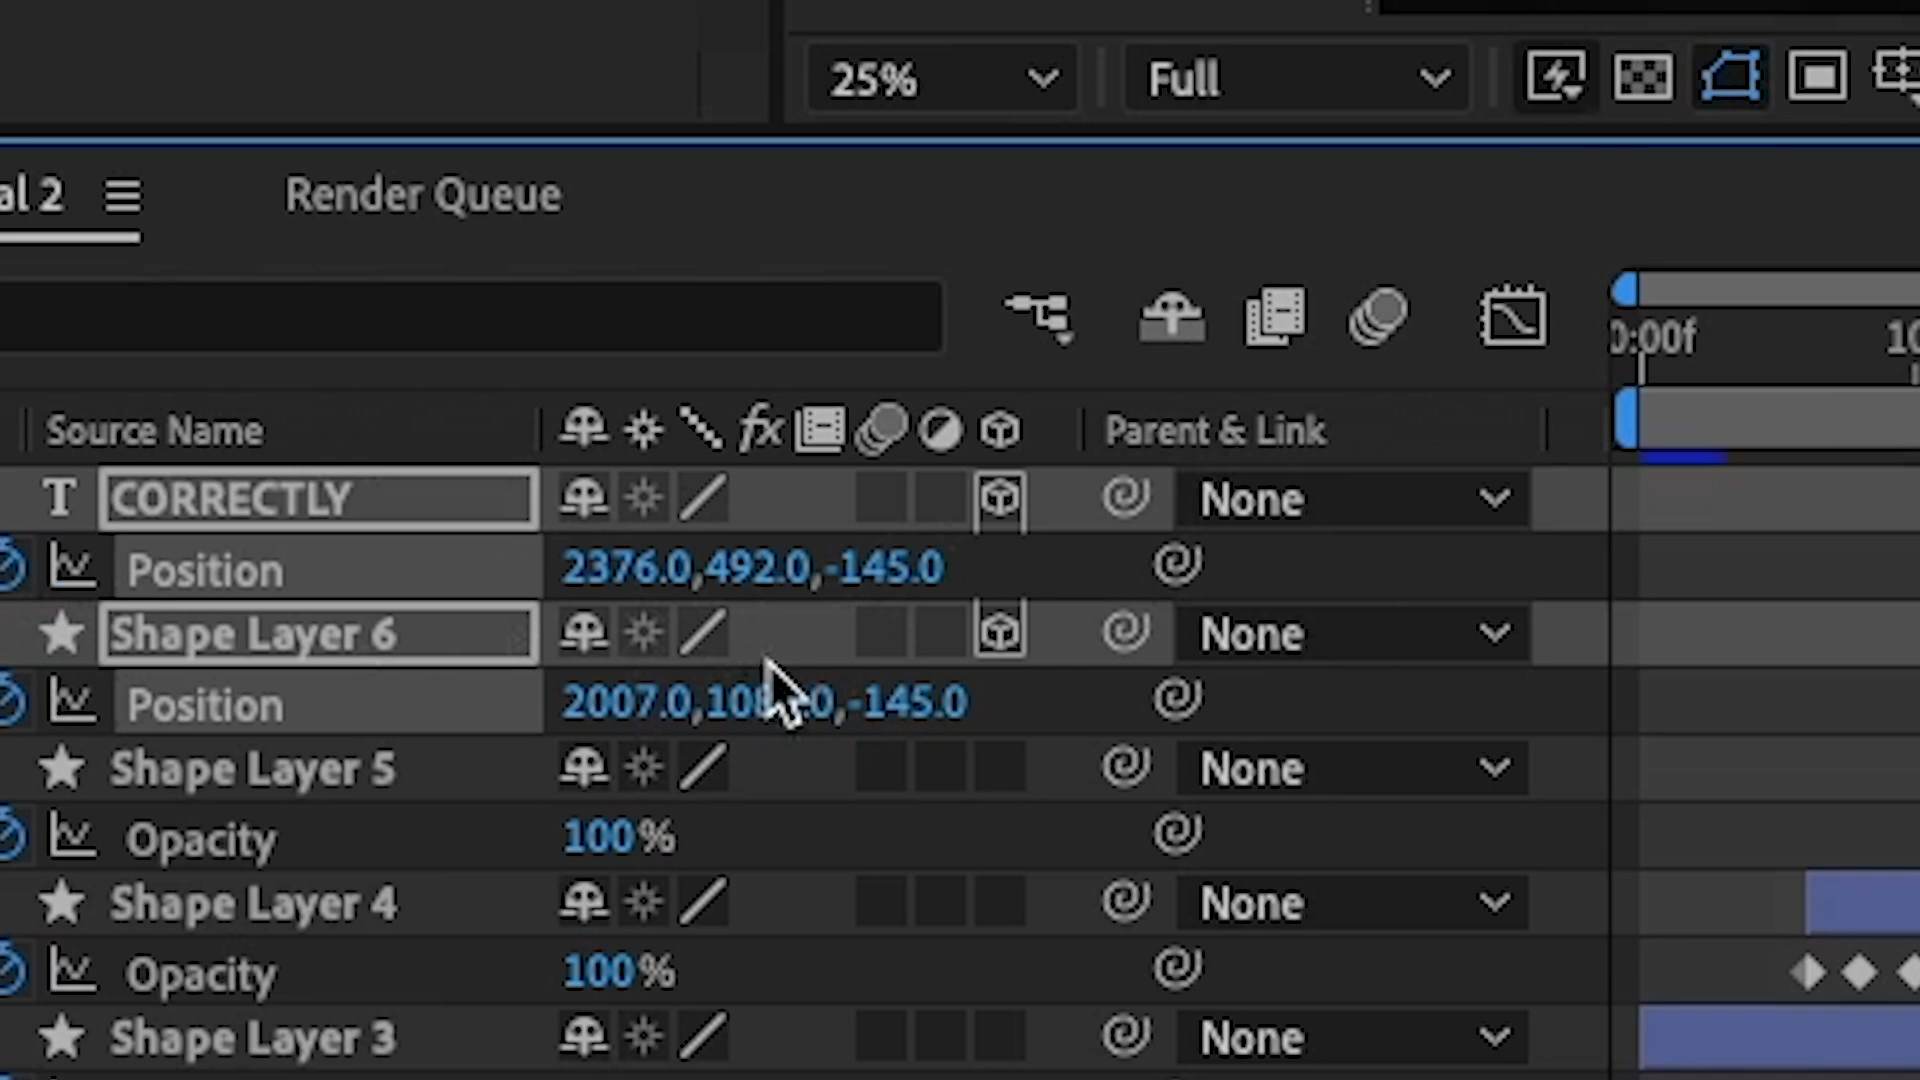 25% Full
al 2 Render Queue
0:00f 10
Source Name fx Parent & Link
T CORRECTLY None
Position 2376.0,492.0,-145.0
Shape Layer 6 None
Position 2007.0, ,-145.0
Shape Layer 5 None
Opacity 100%
Shape Layer 4 None
Opacity 100%
Shape Layer 3 None